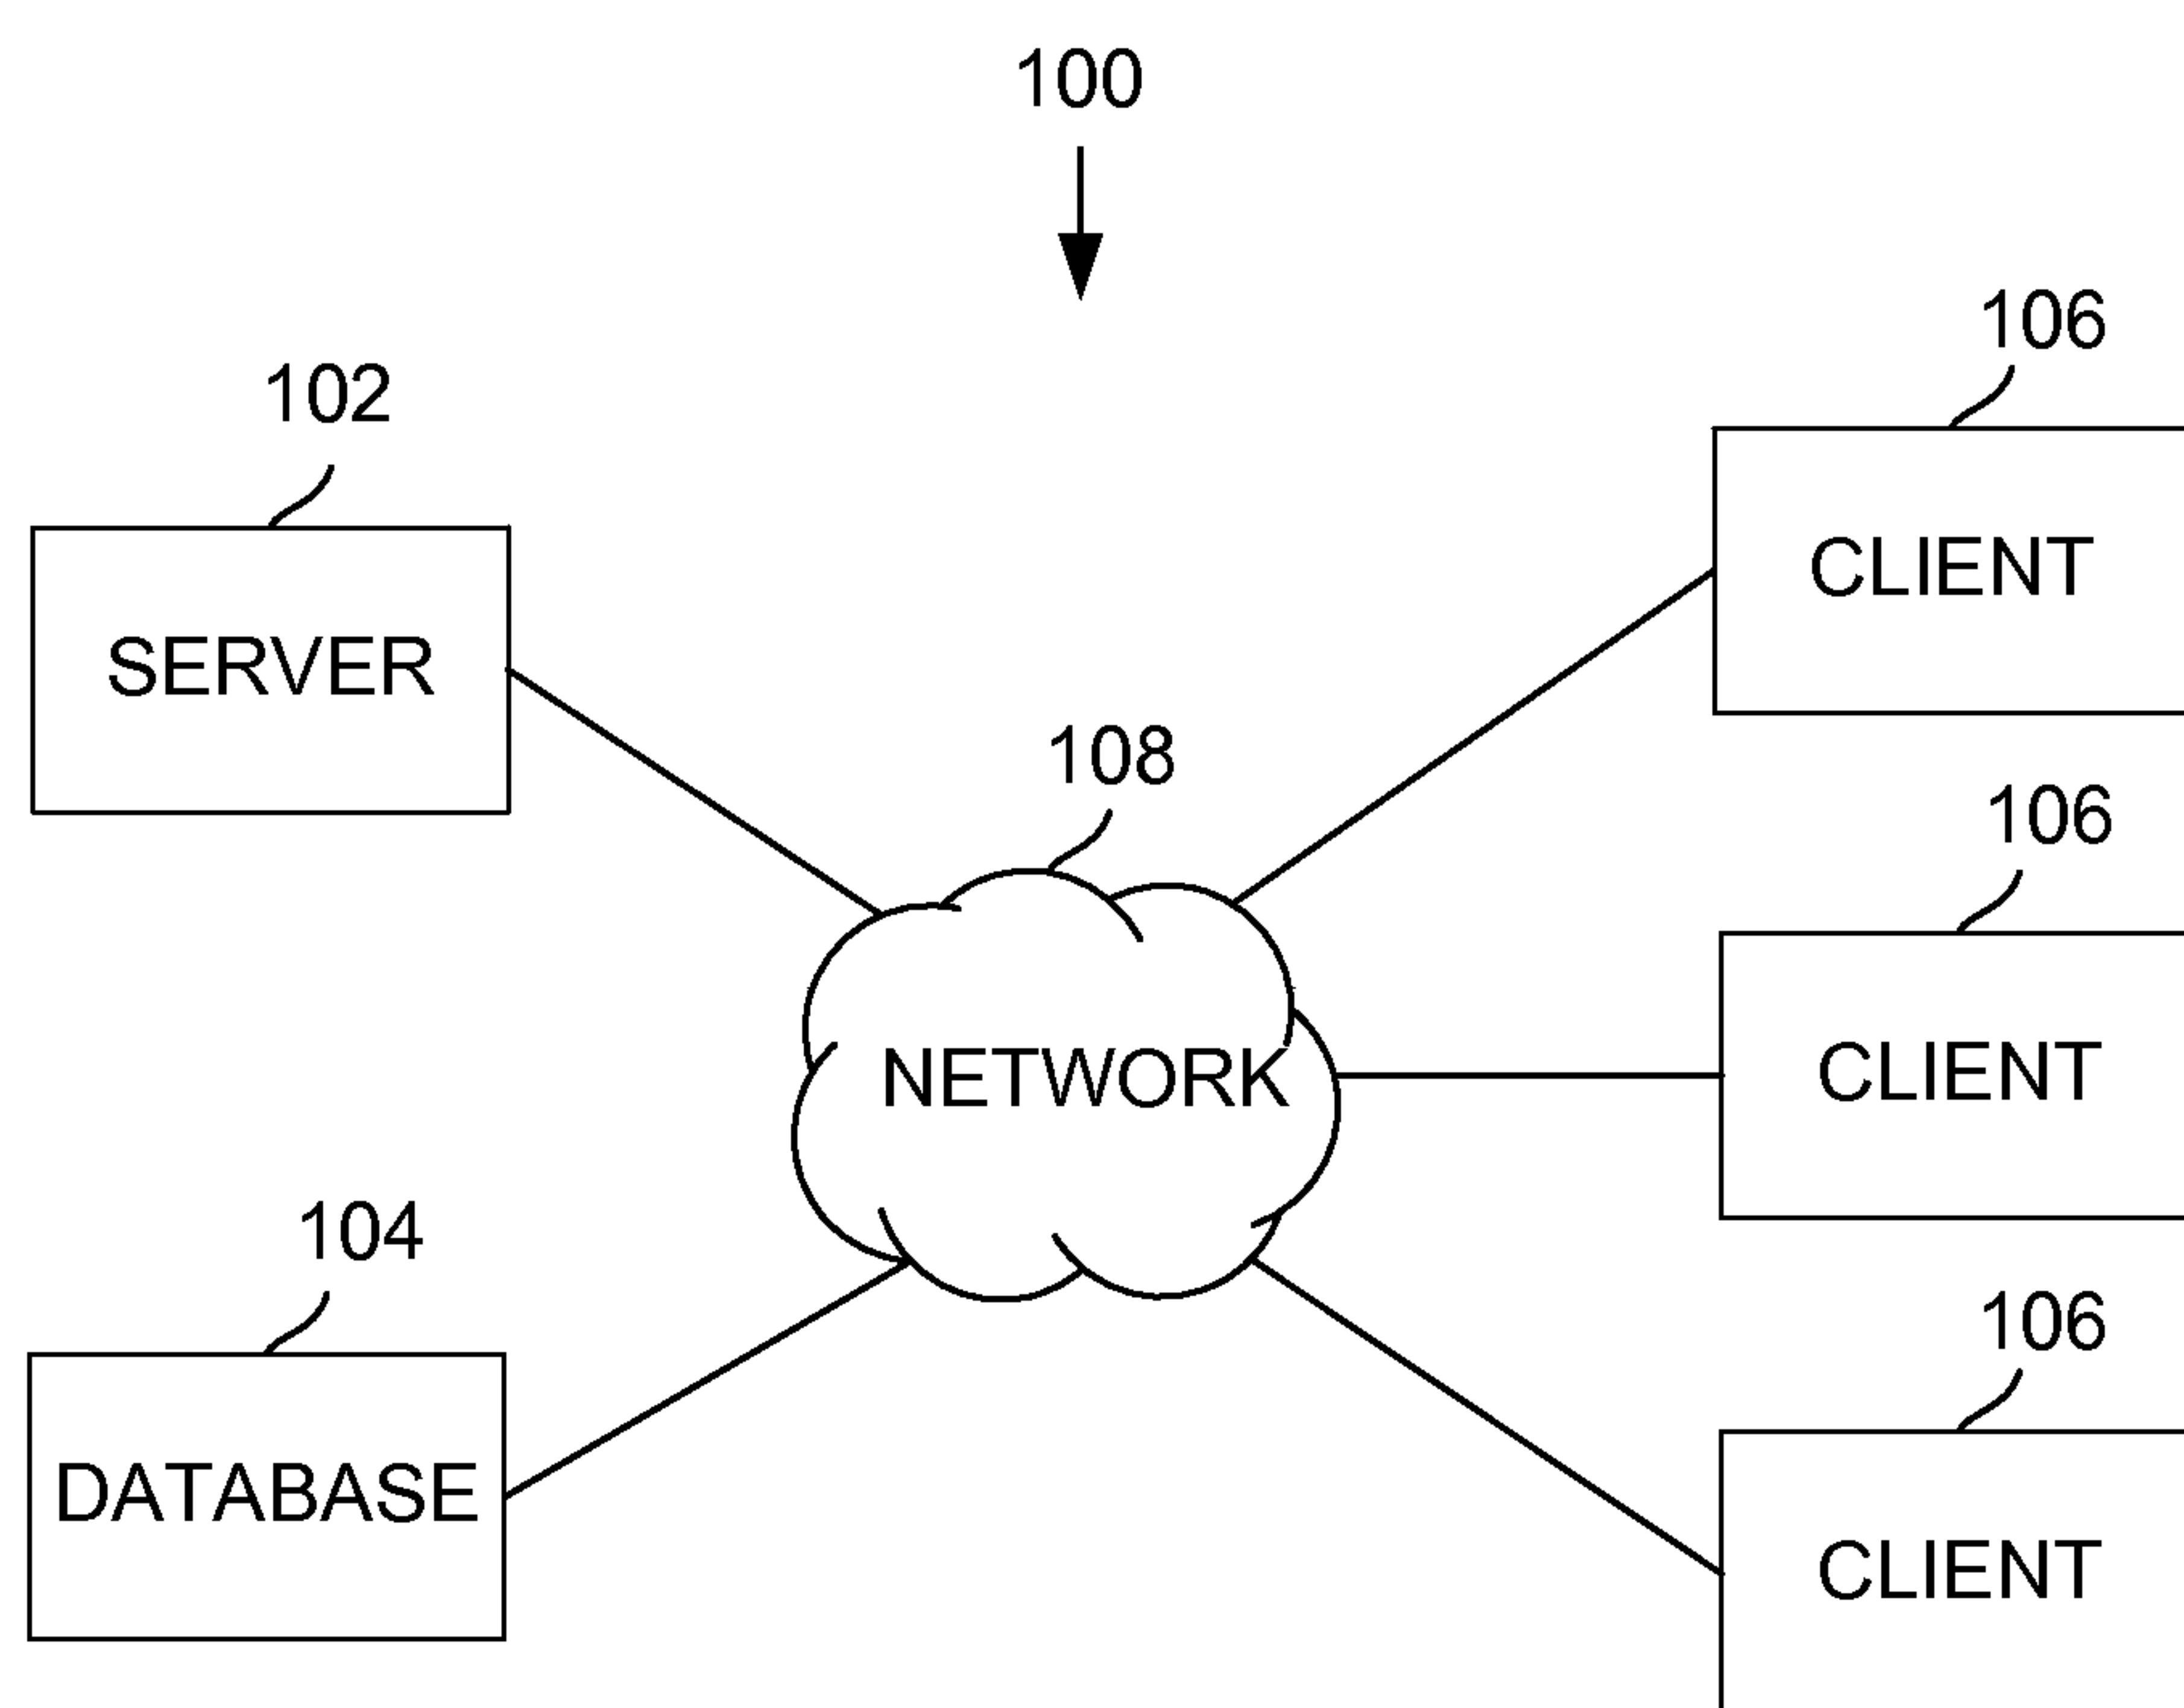 100
106
102
CLIENT
SERVER
108
106
NETWORK
CLIENT
104
106
DATABASE
CLIENT